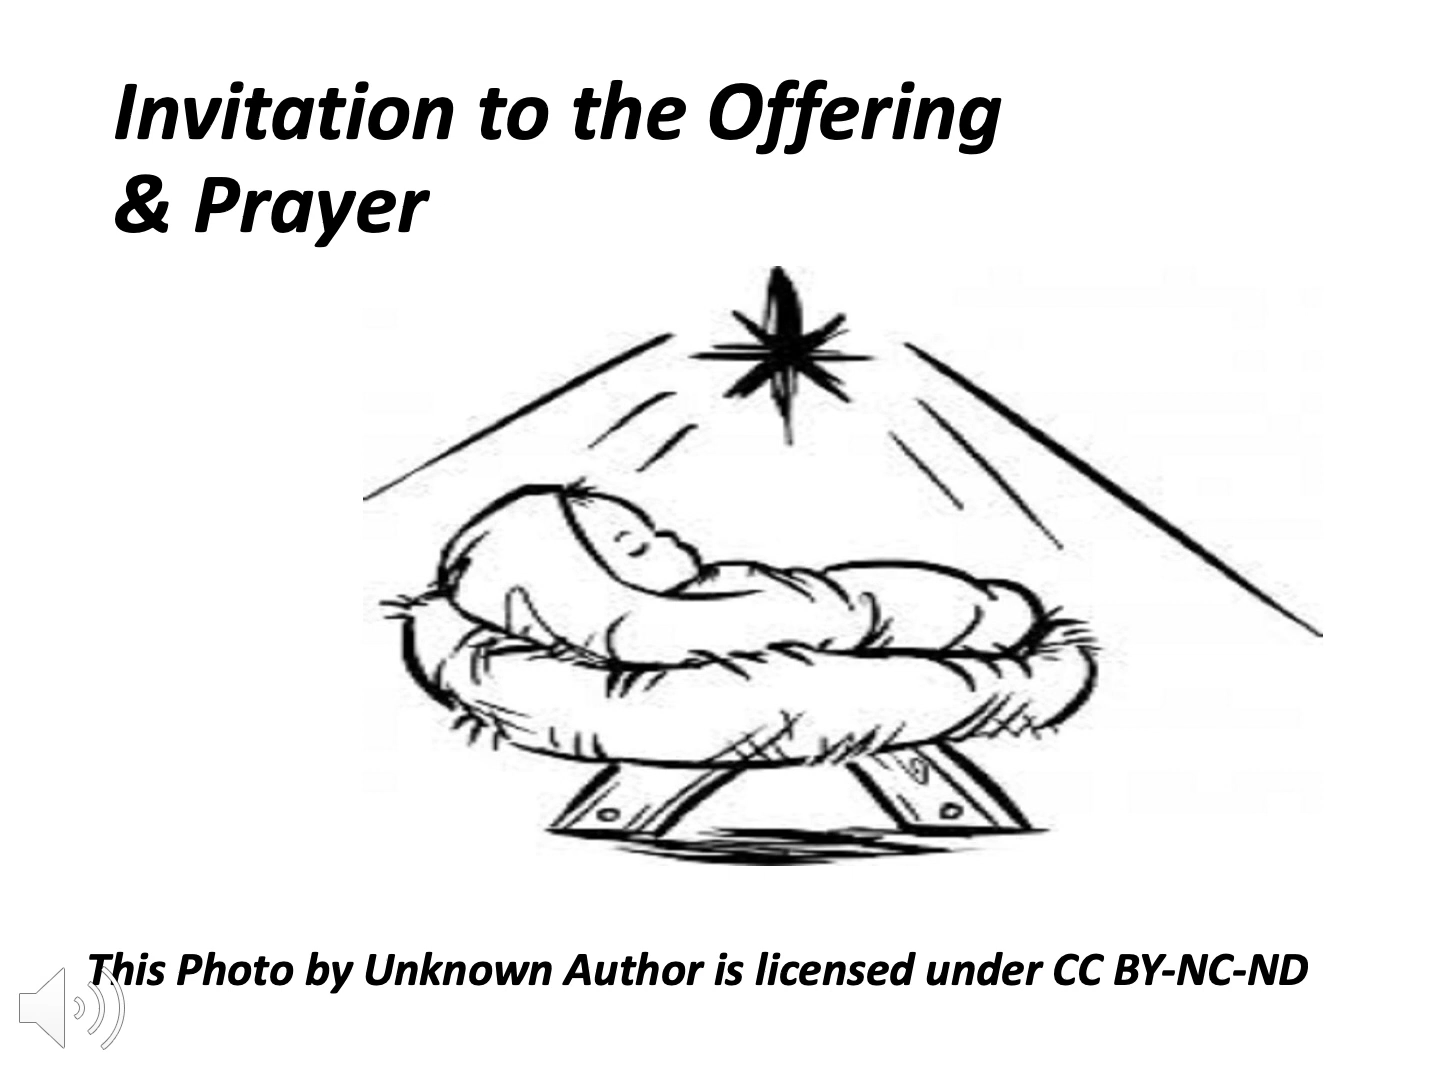 Invitation to the Offering
& Prayer
This Photo by Unknown Author is licensed under CC BY-NC-ND